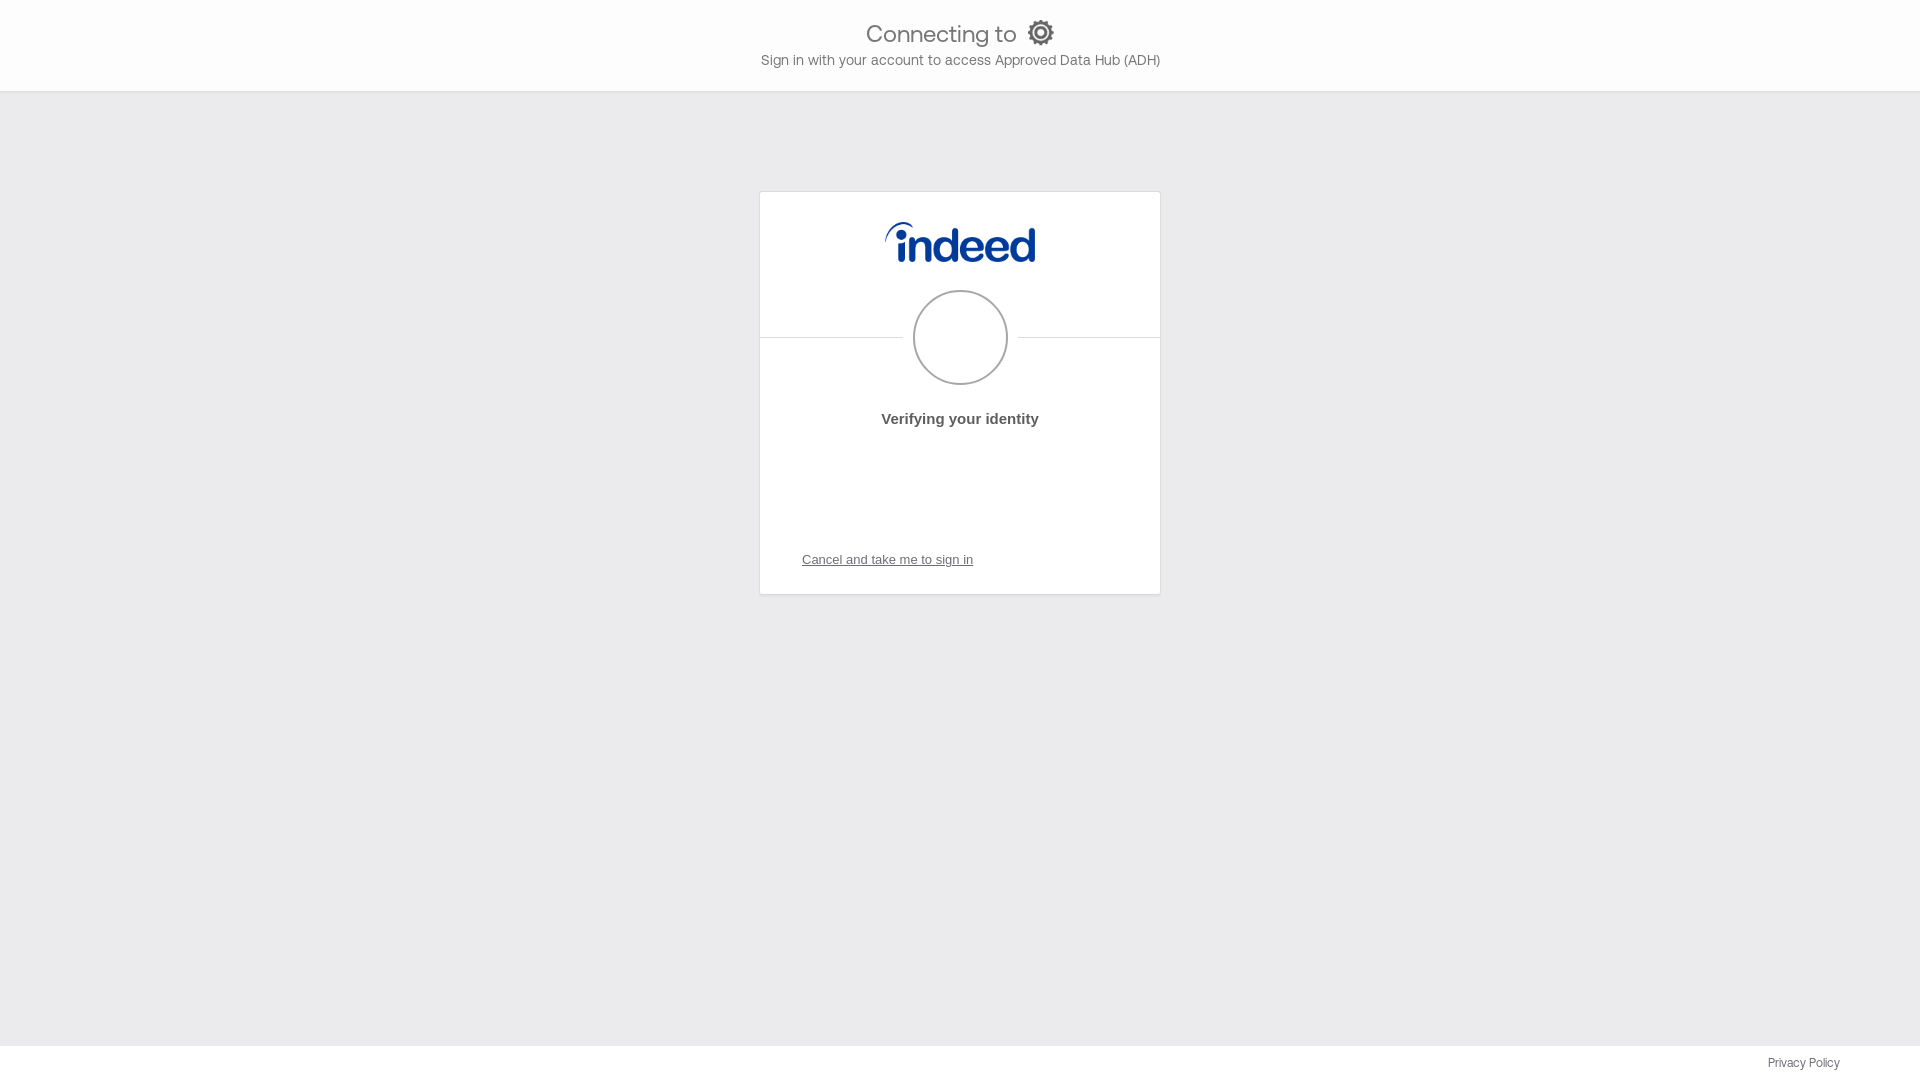 Connecting to
Sign in with your account to access Approved Data Hub (ADH)
indeed
Verifying your identity
Cancel and take me to sign in
Privacy Policy